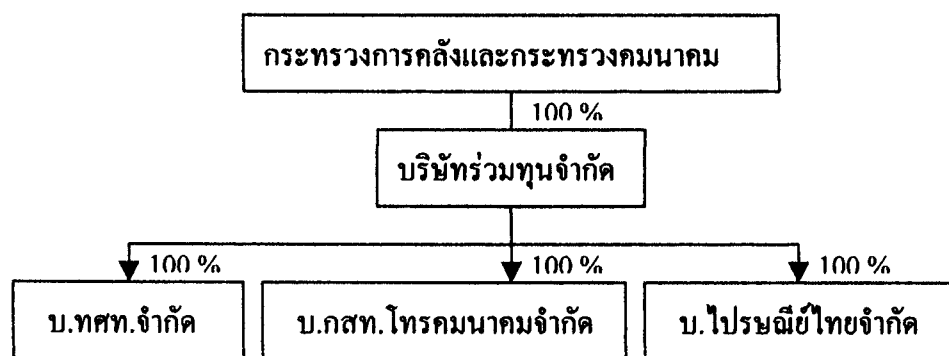 กระทรวงการคลังและกระทรวงคมนาคม
100 %
บริษัทร่วมทุนจำกัด
100 % 100 % 100 %
บ.ทศท.จำกัด บ.กสท.โทรคมนาคมจำกัด บ.ไปรษณีย์ไทยจำกัด